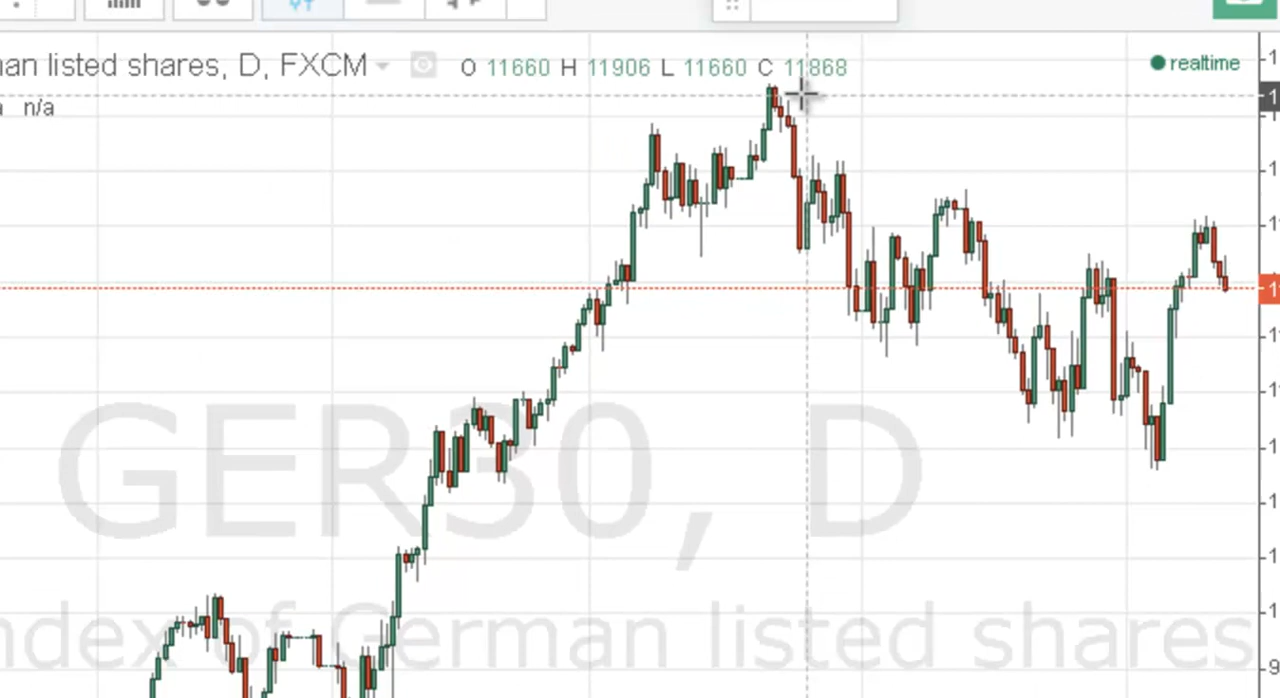 an listed shares, D, FXCM O 11660 H 11906 L 11660 C 11868 realtime
a n/a
GER30, D
ndex of German listed shares